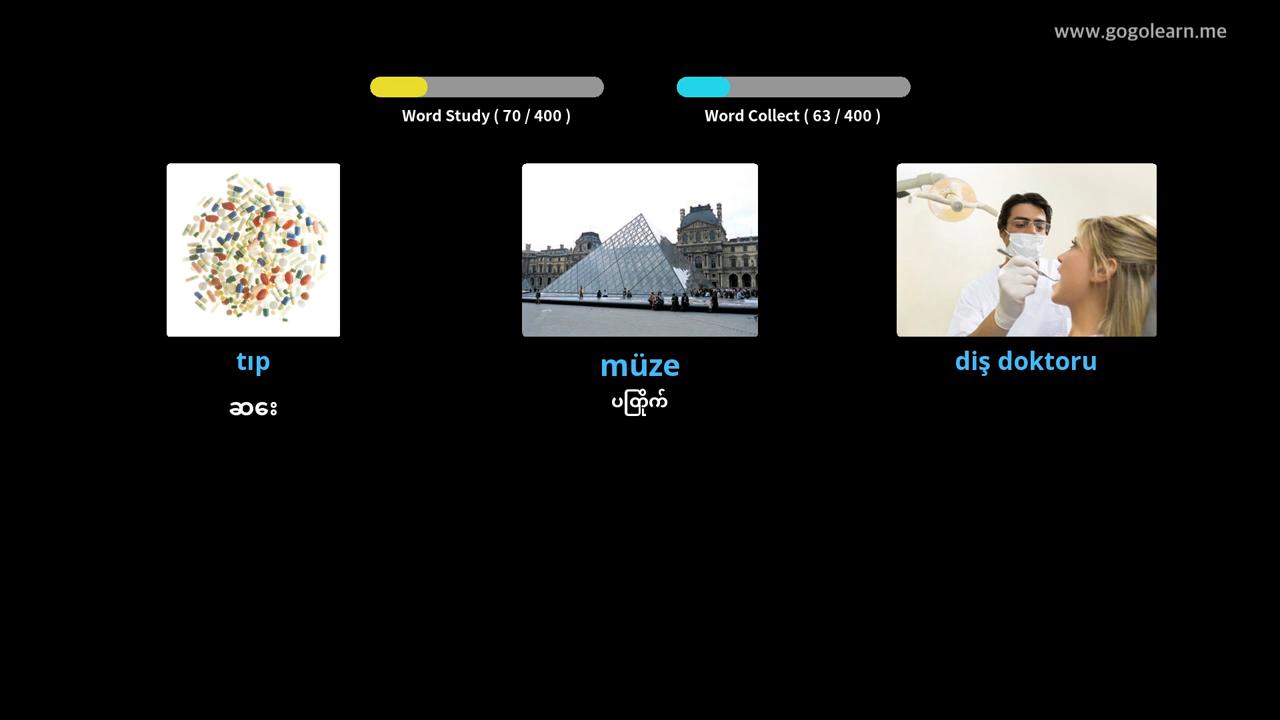 www.gogolearn.me
Word Study ( 70 / 400 )
Word Collect ( 63 / 400 )
tıp
müze
diş doktoru
ဆေး
ပြတိုက်